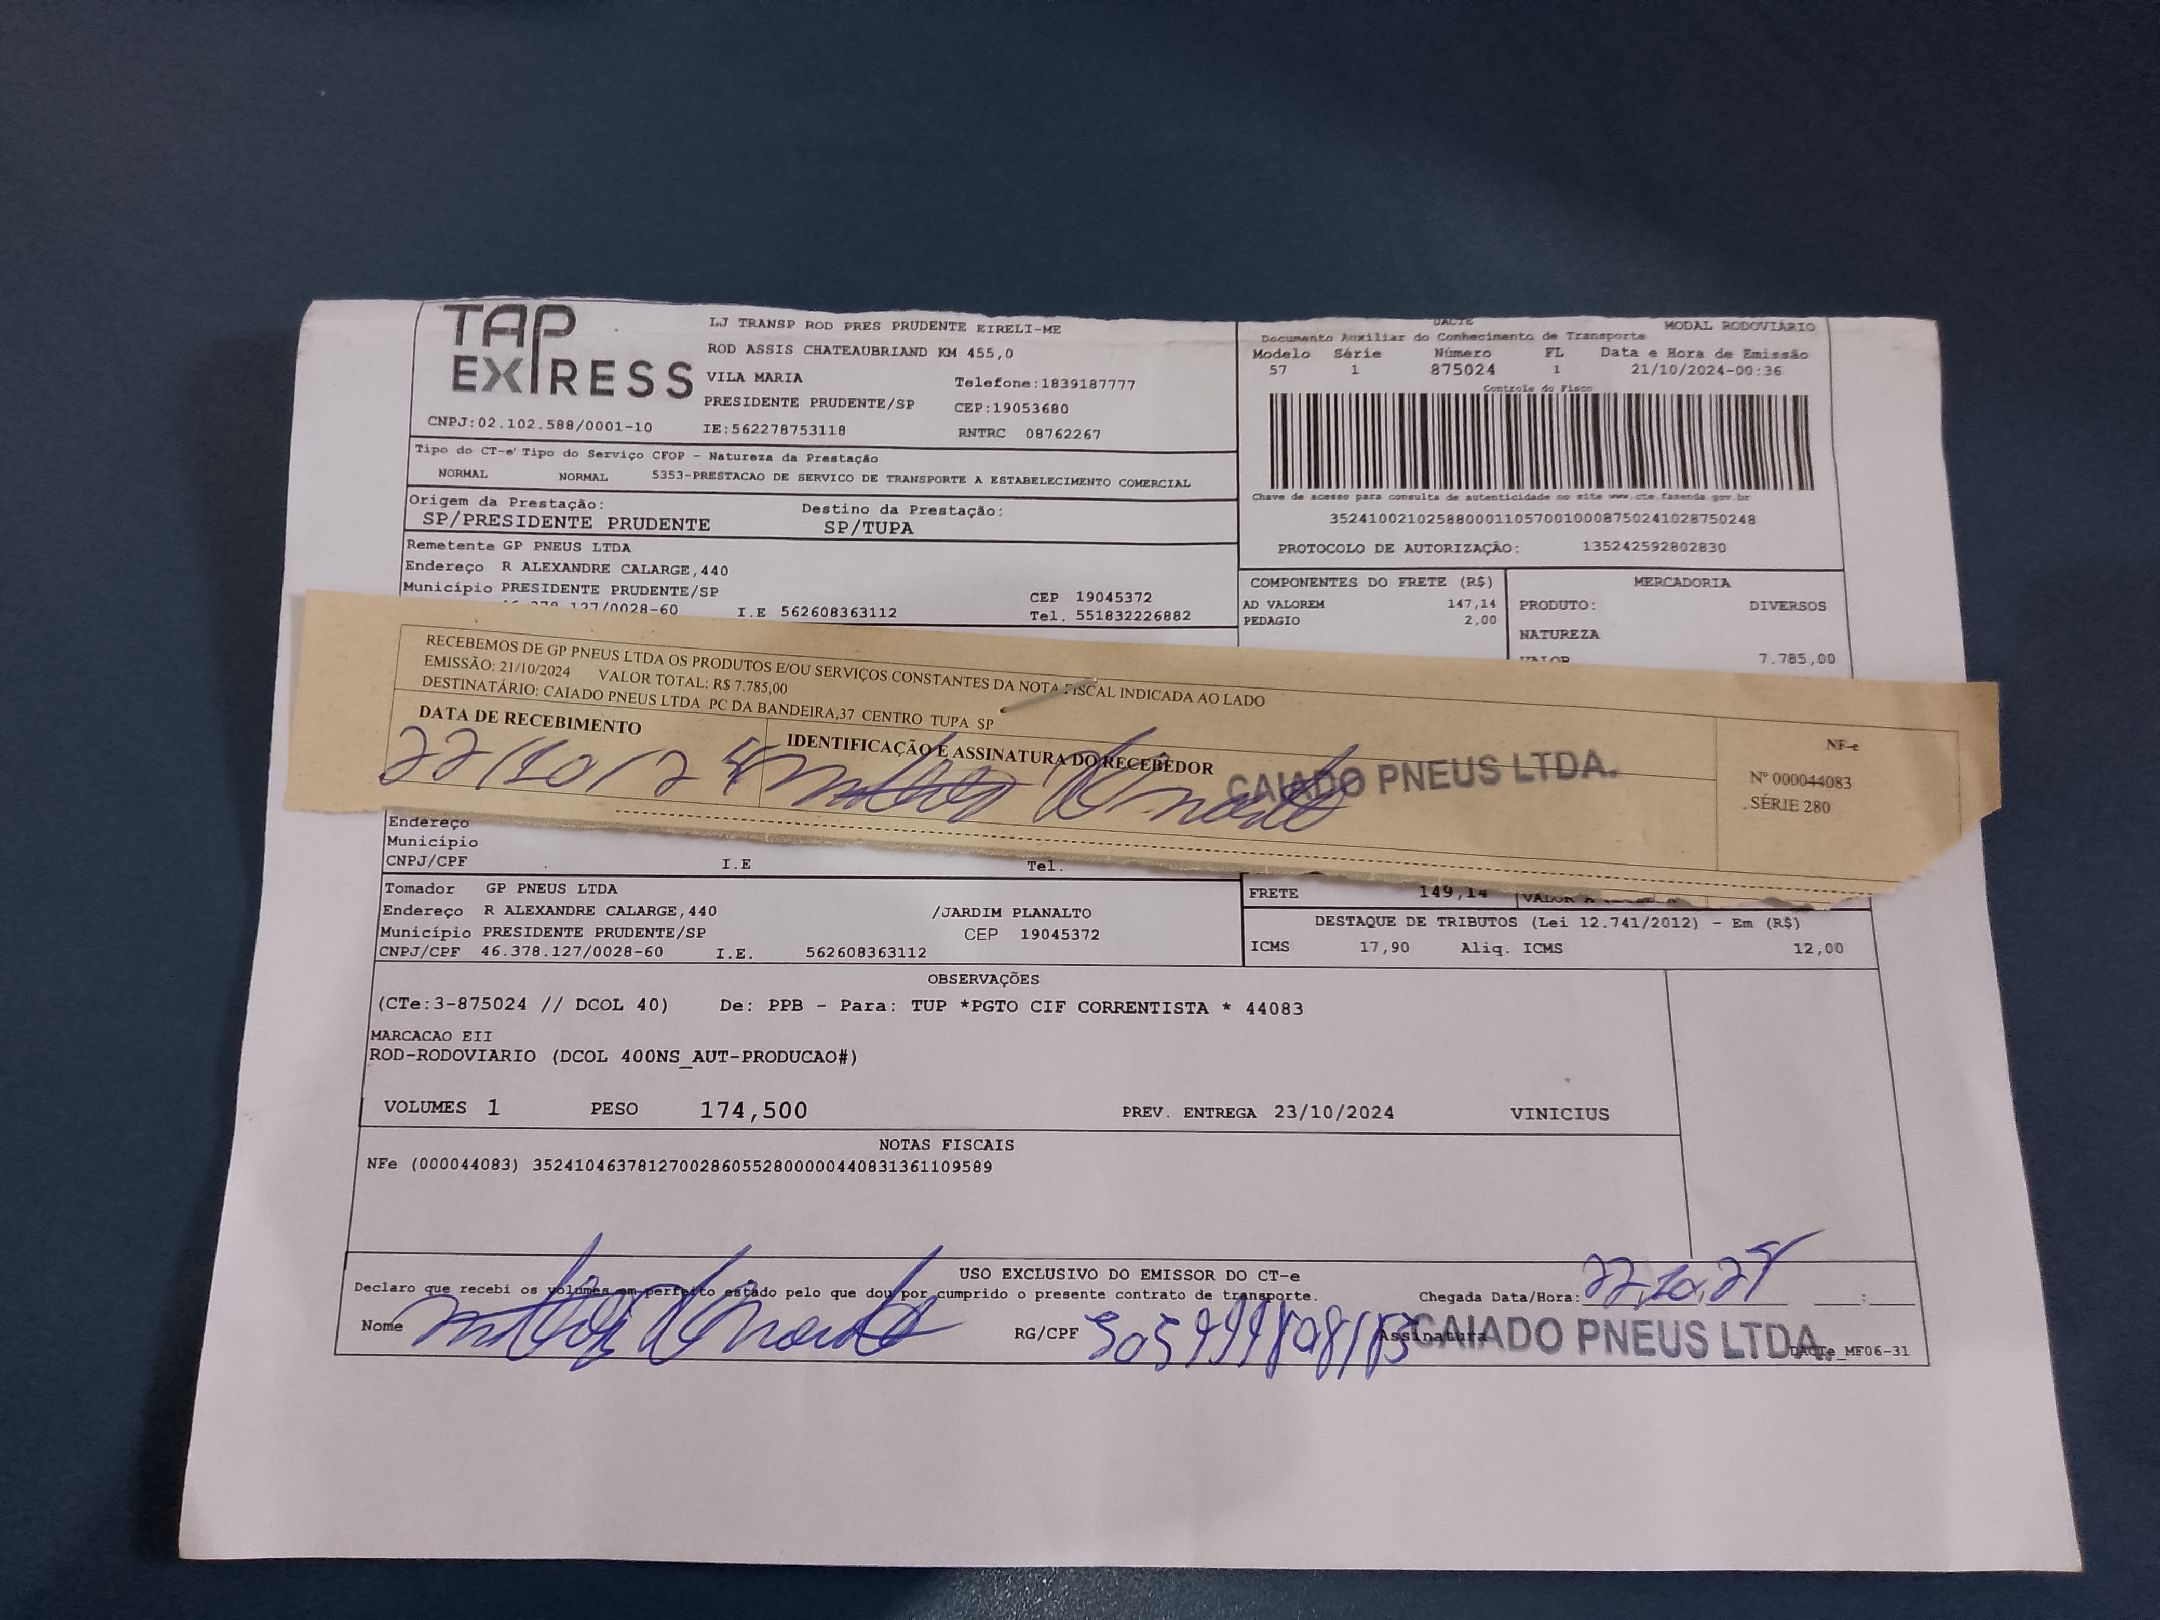 TAP
EXPRESS
LJ TRANSP ROD PRES PRUDENTE EIRELI-ME
ROD ASSIS CHATEAUBRIAND KM 455,0
VILA MARIA Telefone:1839187777
PRESIDENTE PRUDENTE/SP CEP:19053680
CNPJ:02.102.588/0001-10 IE:562278753118 RNTRC 08762267
DACTE MODAL RODOVIARIO
Documento Auxiliar do Conhecimento de Transporte
Modelo Série Número FL Data e Hora de Emissão
57 1 875024 1 21/10/2024-00:36
Controle do Fisco
Chave de acesso para consulta de autenticidade no site www.cte.fazenda.gov.br
35241002102588000110570010008750241028750248
PROTOCOLO DE AUTORIZAÇÃO: 135242592802830
Tipo do CT-e' Tipo do Serviço CFOP - Natureza da Prestação
NORMAL NORMAL 5353-PRESTACAO DE SERVICO DE TRANSPORTE A ESTABELECIMENTO COMERCIAL
Origem da Prestação: Destino da Prestação:
SP/PRESIDENTE PRUDENTE SP/TUPA
Remetente GP PNEUS LTDA
Endereço R ALEXANDRE CALARGE,440
Município PRESIDENTE PRUDENTE/SP CEP 19045372
46.378.127/0028-60 I.E 562608363112 Tel. 551832226882
COMPONENTES DO FRETE (R$) MERCADORIA
AD VALOREM 147,14 PRODUTO: DIVERSOS
PEDAGIO 2,00 NATUREZA
VALOR 7.785,00
RECEBEMOS DE GP PNEUS LTDA OS PRODUTOS E/OU SERVIÇOS CONSTANTES DA NOTA FISCAL INDICADA AO LADO
EMISSÃO: 21/10/2024 VALOR TOTAL: R$ 7.785,00
DESTINATÁRIO: CAIADO PNEUS LTDA PC DA BANDEIRA,37 CENTRO TUPA SP
DATA DE RECEBIMENTO IDENTIFICAÇÃO E ASSINATURA DO RECEBEDOR
22/10/24 CAIADO PNEUS LTDA.
NF-e
Nº 000044083
SÉRIE 280
Endereço
Município
CNPJ/CPF I.E Tel.
Tomador GP PNEUS LTDA
Endereço R ALEXANDRE CALARGE,440 /JARDIM PLANALTO
Município PRESIDENTE PRUDENTE/SP CEP 19045372
CNPJ/CPF 46.378.127/0028-60 I.E. 562608363112
FRETE 149,14 VALOR A
DESTAQUE DE TRIBUTOS (Lei 12.741/2012) - Em (R$)
ICMS 17,90 Aliq. ICMS 12,00
OBSERVAÇÕES
(CTe:3-875024 // DCOL 40) De: PPB - Para: TUP *PGTO CIF CORRENTISTA * 44083
MARCACAO EII
ROD-RODOVIARIO (DCOL 400NS_AUT-PRODUCAO#)
VOLUMES 1 PESO 174,500 PREV. ENTREGA 23/10/2024 VINICIUS
NOTAS FISCAIS
NFe (000044083) 35241046378127002860552800000440831361109589
USO EXCLUSIVO DO EMISSOR DO CT-e
Declaro que recebi os volumes em perfeito estado pelo que dou por cumprido o presente contrato de transporte. Chegada Data/Hora: 22.10.24 __:__
Nome RG/CPF Assinatura CAIADO PNEUS LTDA.
DACTe_MF06-31